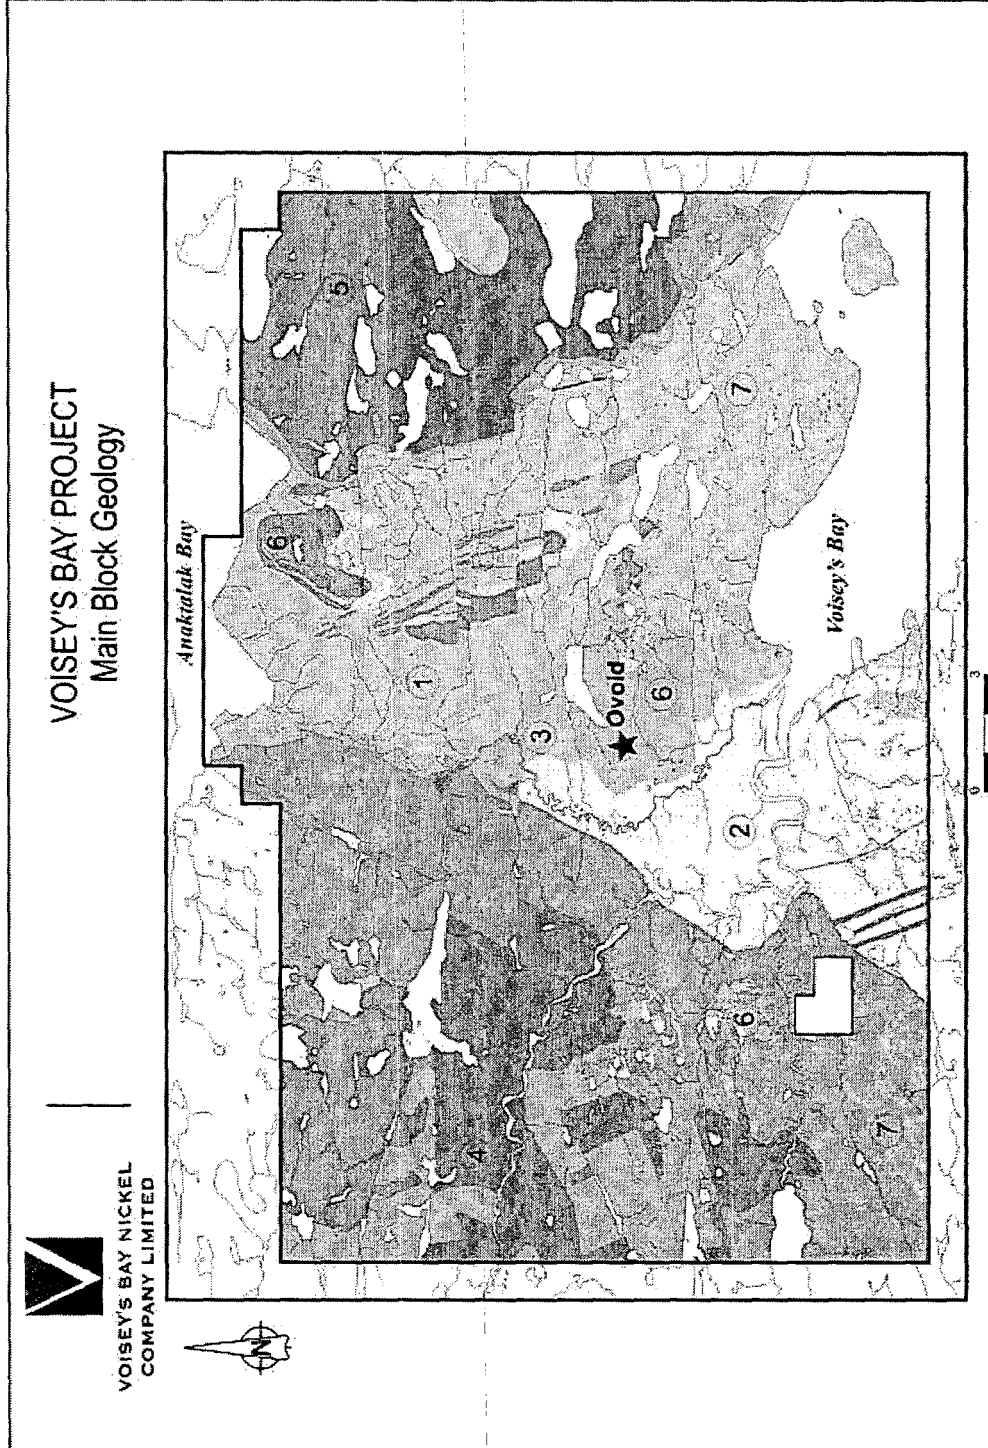 VOISEY'S BAY PROJECT
Main Block Geology
VOISEY'S BAY NICKEL
COMPANY LIMITED
N
Anaktalak Bay
5
6
1
3
Ovoid
6
7
2
Voisey's Bay
4
6
7
0
3